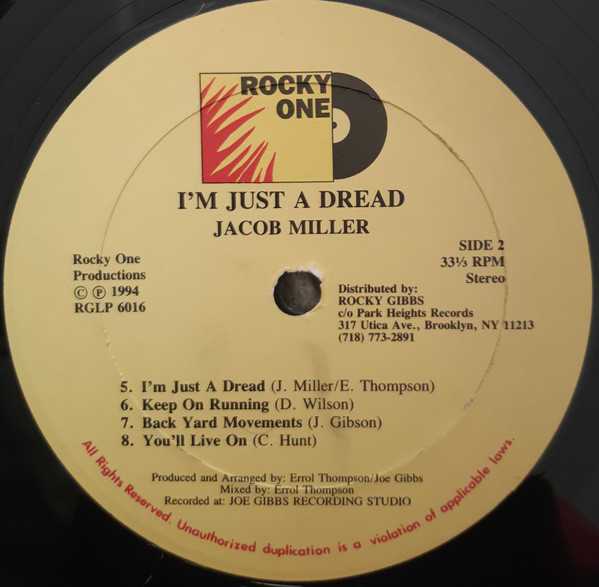 ROCKY
ONE
I'M JUST A DREAD
JACOB MILLER
Rocky One
Productions
© ℗ 1994
RGLP 6016
SIDE 2
33⅓ RPM
Stereo
Distributed by:
ROCKY GIBBS
c/o Park Heights Records
317 Utica Ave., Brooklyn, NY 11213
(718) 773-2891
5. I'm Just A Dread (J. Miller/E. Thompson)
6. Keep On Running (D. Wilson)
7. Back Yard Movements (J. Gibson)
8. You'll Live On (C. Hunt)
Produced and Arranged by: Errol Thompson/Joe Gibbs
Mixed by: Errol Thompson
Recorded at: JOE GIBBS RECORDING STUDIO
All Rights Reserved. Unauthorized duplication is a violation of applicable laws.